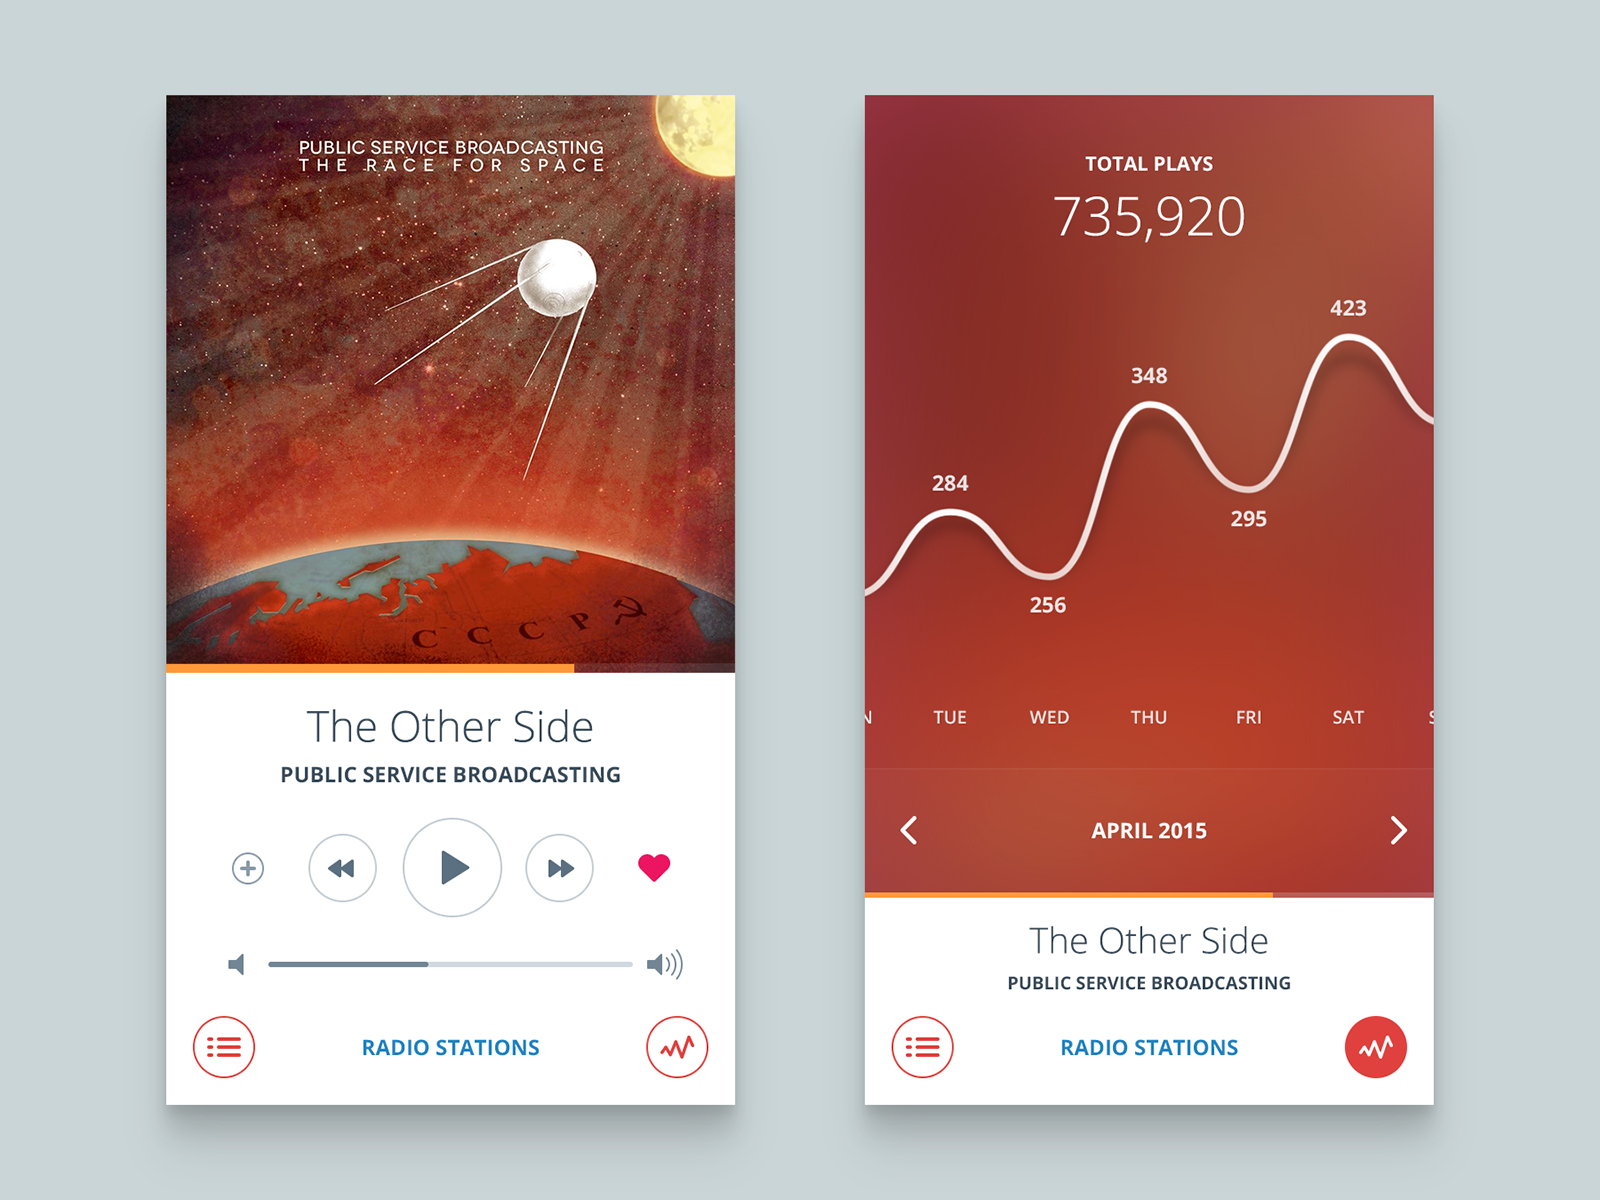 PUBLIC SERVICE BROADCASTING
THE RACE FOR SPACE
СССР
The Other Side
PUBLIC SERVICE BROADCASTING
RADIO STATIONS
TOTAL PLAYS
735,920
423
348
284
295
256
N TUE WED THU FRI SAT S
APRIL 2015
The Other Side
PUBLIC SERVICE BROADCASTING
RADIO STATIONS